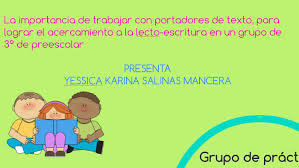 La importancia de trabajar con portadores de texto, para
lograr el acercamiento a la lecto-escritura en un grupo de
3° de preescolar
PRESENTA
YESSICA KARINA SALINAS MANCERA
Grupo de práct